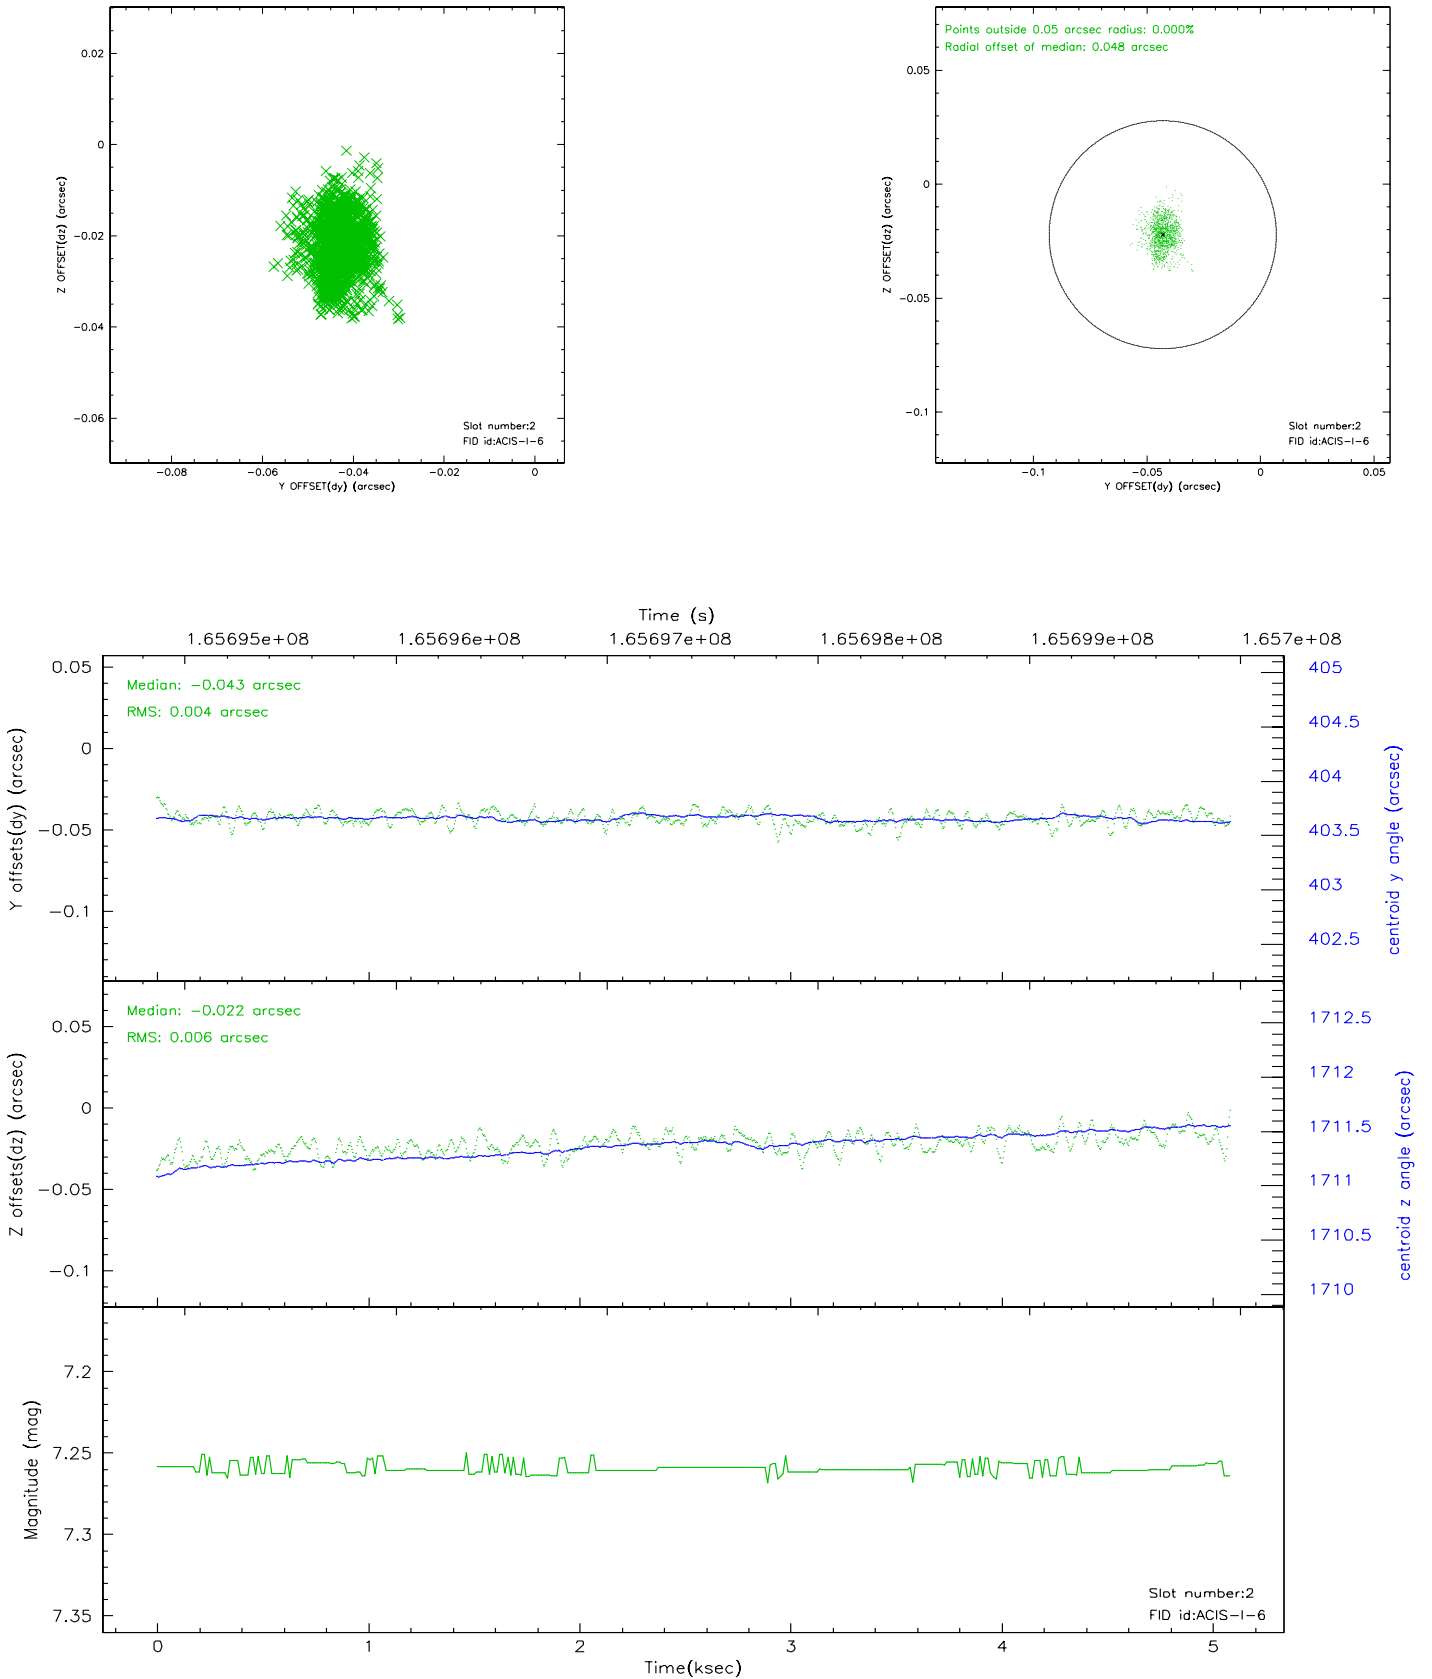 0.02
0
−0.02
−0.04
−0.06
Z OFFSET(dz) (arcsec)
Slot number:2
FID id:ACIS−I−6
−0.08
−0.06
−0.04
−0.02
0
Y OFFSET(dy) (arcsec)
Points outside 0.05 arcsec radius: 0.000%
Radial offset of median: 0.048 arcsec
0.05
0
−0.05
−0.1
Z OFFSET(dz) (arcsec)
Slot number:2
FID id:ACIS−I−6
−0.1
−0.05
0
0.05
Y OFFSET(dy) (arcsec)
Time (s)
1.65695e+08
1.65696e+08
1.65697e+08
1.65698e+08
1.65699e+08
1.657e+08
Median: −0.043 arcsec
RMS: 0.004 arcsec
0.05
0
−0.05
−0.1
Y offsets(dy) (arcsec)
405
404.5
404
403.5
403
402.5
centroid y angle (arcsec)
Median: −0.022 arcsec
RMS: 0.006 arcsec
0.05
0
−0.05
−0.1
Z offsets(dz) (arcsec)
1712.5
1712
1711.5
1711
1710.5
1710
centroid z angle (arcsec)
7.2
7.25
7.3
7.35
Magnitude (mag)
Slot number:2
FID id:ACIS−I−6
0
1
2
3
4
5
Time(ksec)